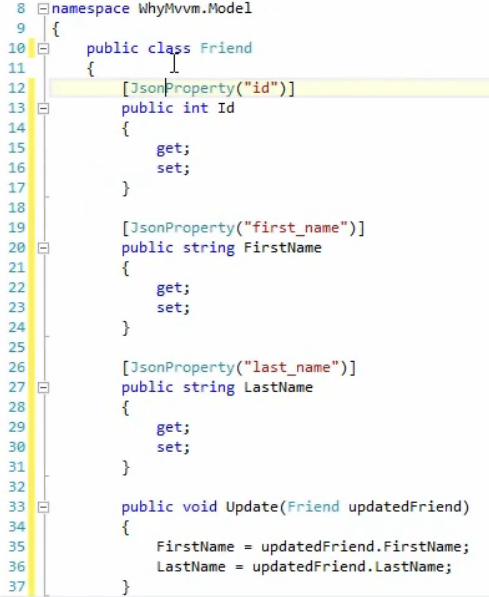 8 namespace WhyMvvm.Model
9 {
10 public class Friend
11 {
12 [JsonProperty("id")]
13 public int Id
14 {
15 get;
16 set;
17 }
18
19 [JsonProperty("first_name")]
20 public string FirstName
21 {
22 get;
23 set;
24 }
25
26 [JsonProperty("last_name")]
27 public string LastName
28 {
29 get;
30 set;
31 }
32
33 public void Update(Friend updatedFriend)
34 {
35 FirstName = updatedFriend.FirstName;
36 LastName = updatedFriend.LastName;
37 }